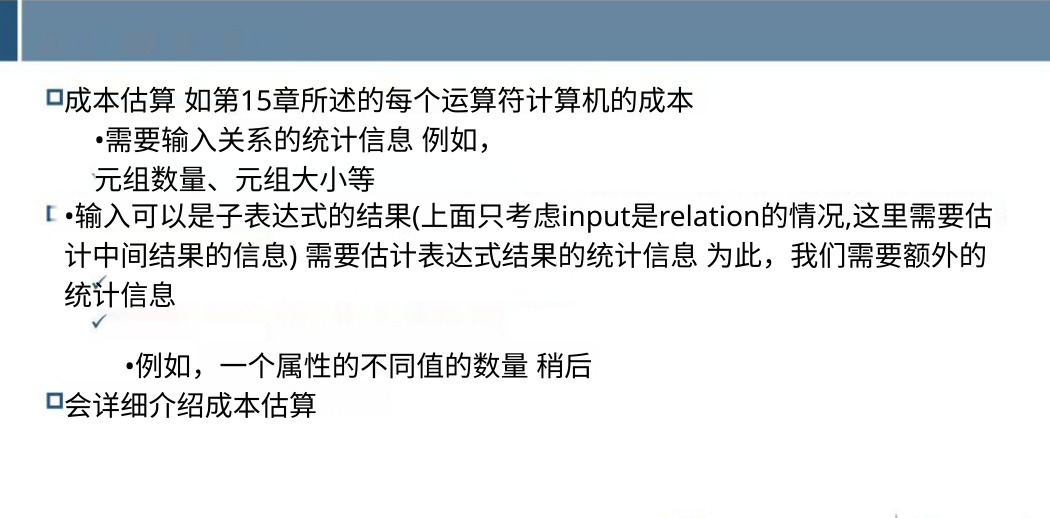 成本估算 如第15章所述的每个运算符计算机的成本
•需要输入关系的统计信息 例如，
元组数量、元组大小等
•输入可以是子表达式的结果(上面只考虑input是relation的情况,这里需要估
计中间结果的信息) 需要估计表达式结果的统计信息 为此，我们需要额外的
统计信息
•例如，一个属性的不同值的数量 稍后
会详细介绍成本估算